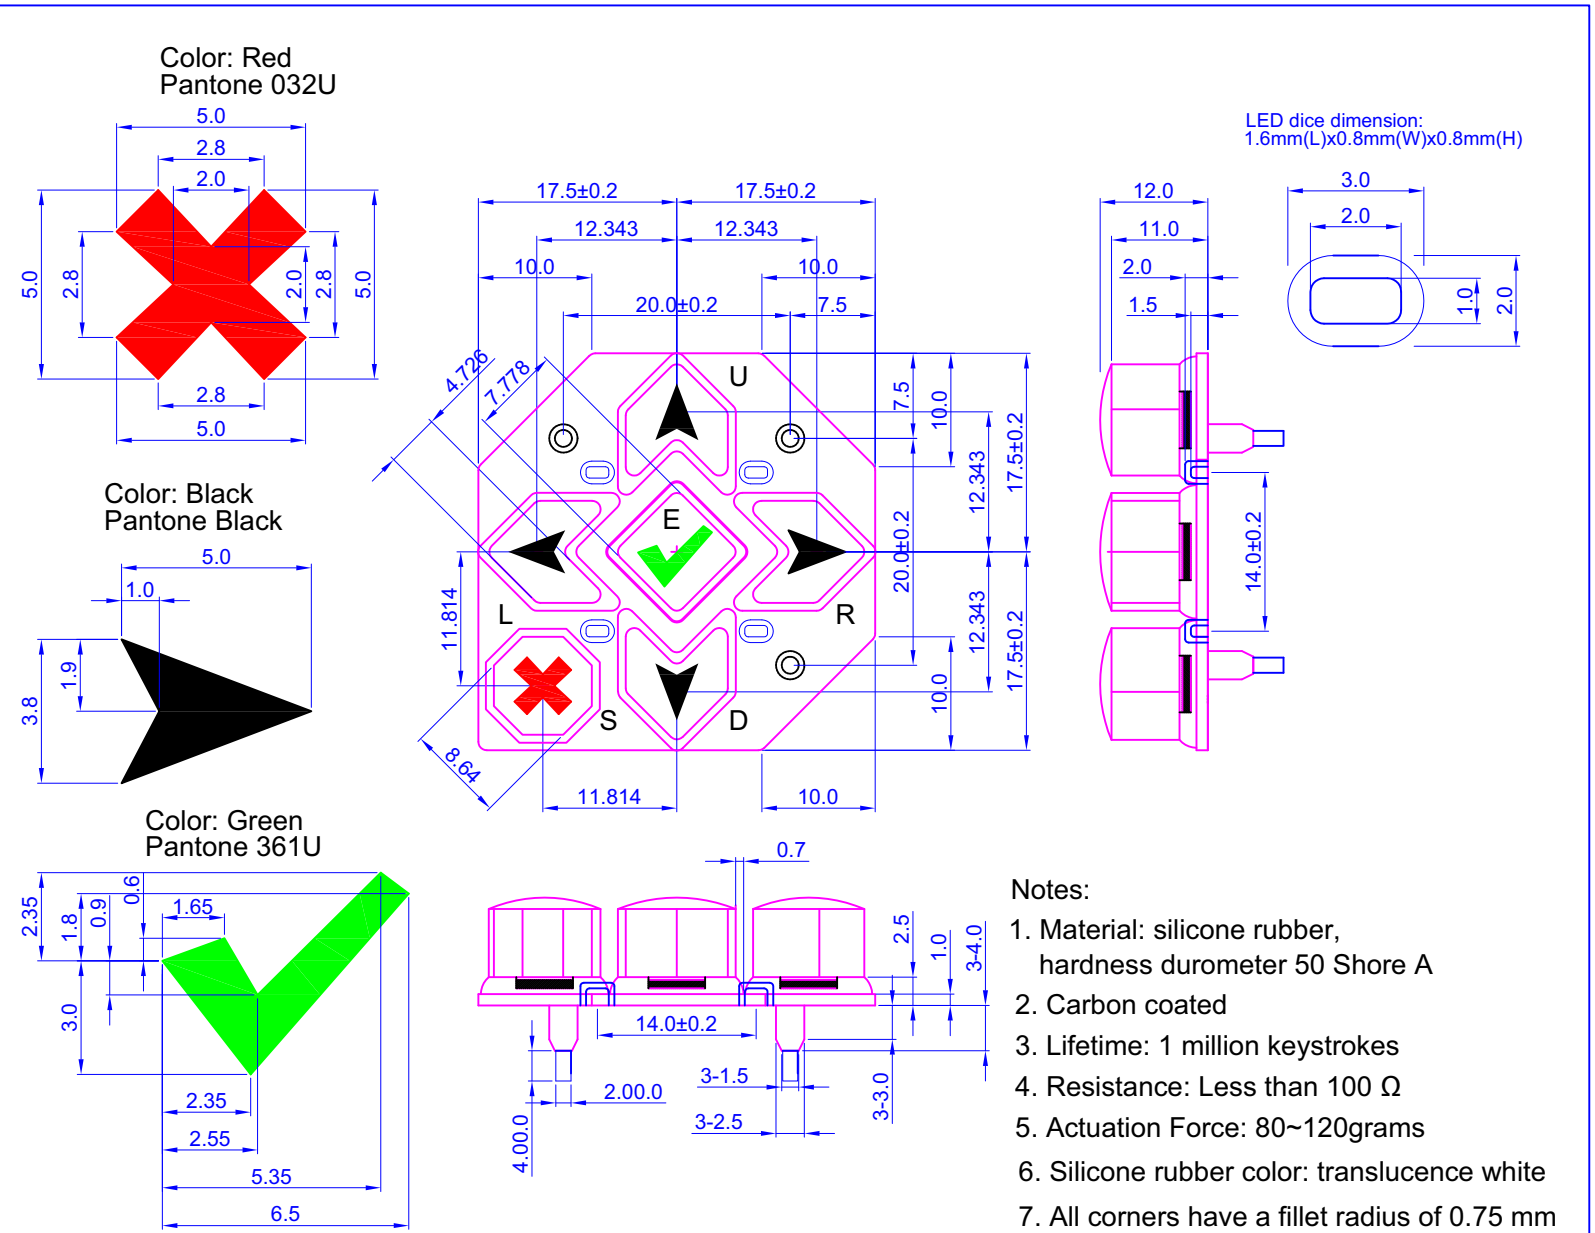 Color: Red
Pantone 032U
5.0
2.8
2.0
5.0
2.8
2.0
2.8
5.0
2.8
5.0
Color: Black
Pantone Black
5.0
1.0
1.9
3.8
Color: Green
Pantone 361U
2.35
1.8
0.9
0.6
1.65
3.0
2.35
2.55
5.35
6.5
17.5±0.2
17.5±0.2
12.343
12.343
10.0
10.0
20.0±0.2
7.5
4.726
7.778
U
E
L
R
S
D
7.5
10.0
12.343
17.5±0.2
20.0±0.2
12.343
10.0
17.5±0.2
11.814
8.64
11.814
10.0
12.0
11.0
2.0
1.5
14.0±0.2
LED dice dimension:
1.6mm(L)x0.8mm(W)x0.8mm(H)
3.0
2.0
1.0
2.0
0.7
2.5
1.0
3-4.0
14.0±0.2
3-1.5
3-2.5
3-3.0
2.00.0
4.00.0
Notes:
1. Material: silicone rubber,
hardness durometer 50 Shore A
2. Carbon coated
3. Lifetime: 1 million keystrokes
4. Resistance: Less than 100 Ω
5. Actuation Force: 80~120grams
6. Silicone rubber color: translucence white
7. All corners have a fillet radius of 0.75 mm